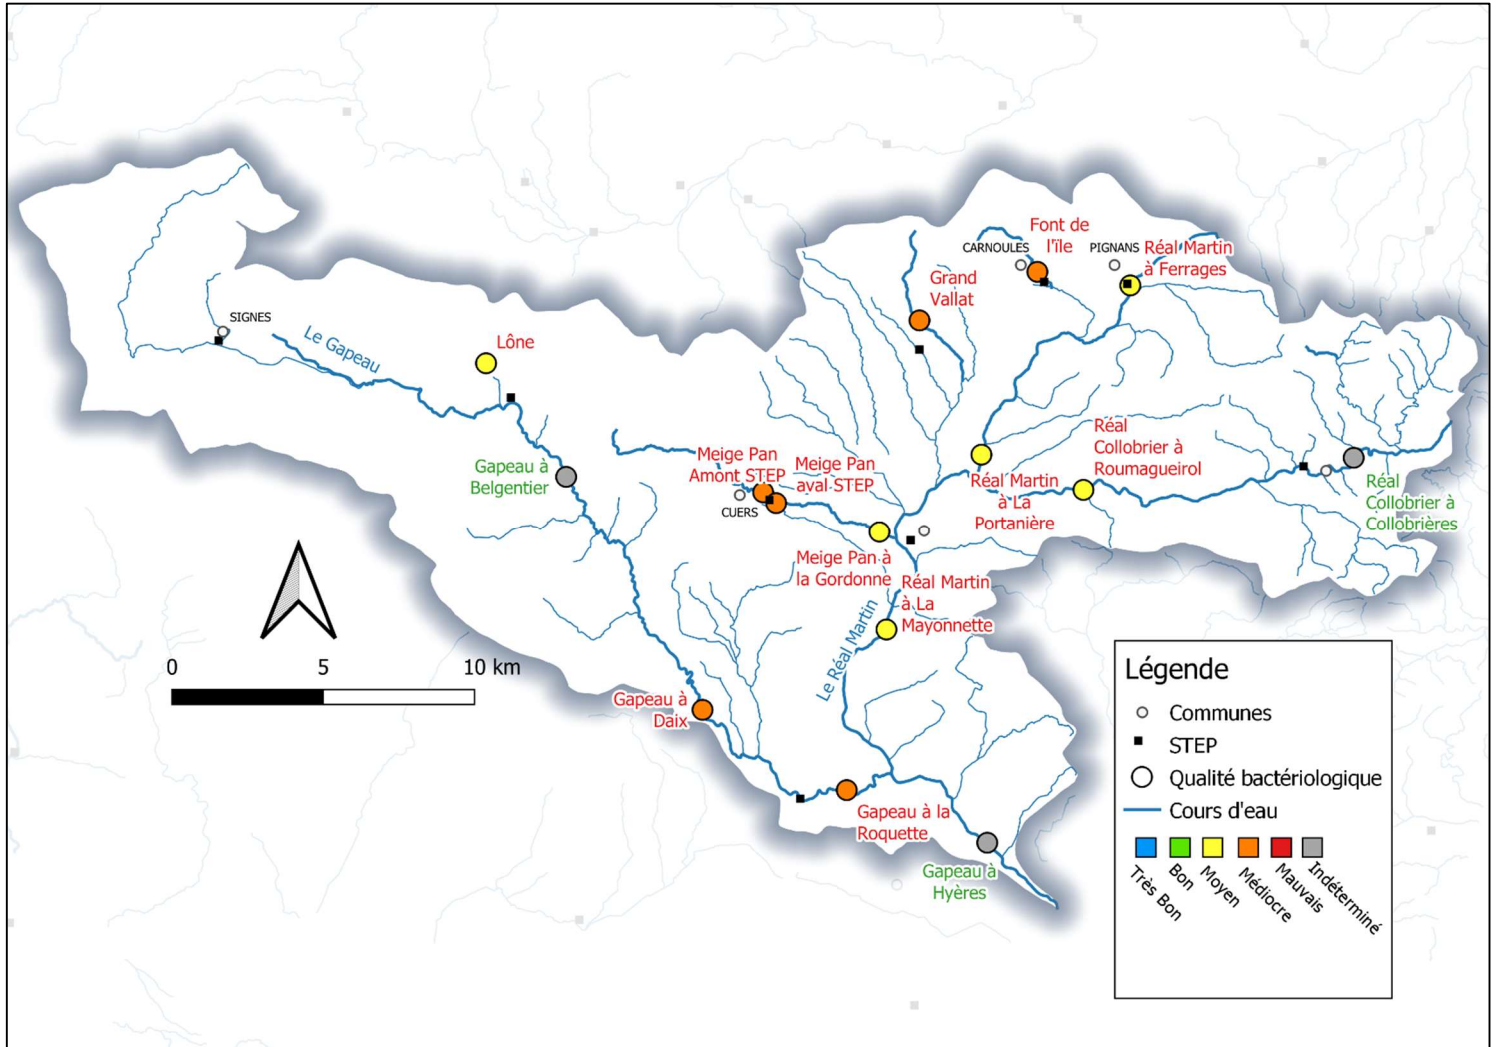 Font de
l'île
CARNOULES
PIGNANS
Réal Martin
à Ferrages
Grand
Vallat
SIGNES
Le Gapeau
Lône
Réal
Collobrier à
Roumagueirol
Meige Pan
Amont STEP
Meige Pan
aval STEP
Gapeau à
Belgentier
CUERS
Réal Martin
à La
Portanière
Réal
Collobrier à
Collobrières
Meige Pan à
la Gordonne
Réal Martin
à La
Mayonnette
Le Réal Martin
0 5 10 km
Gapeau à
Daix
Gapeau à la
Roquette
Gapeau à
Hyères
Légende
Communes
STEP
Qualité bactériologique
Cours d'eau
Très Bon
Bon
Moyen
Médiocre
Mauvais
Indéterminé